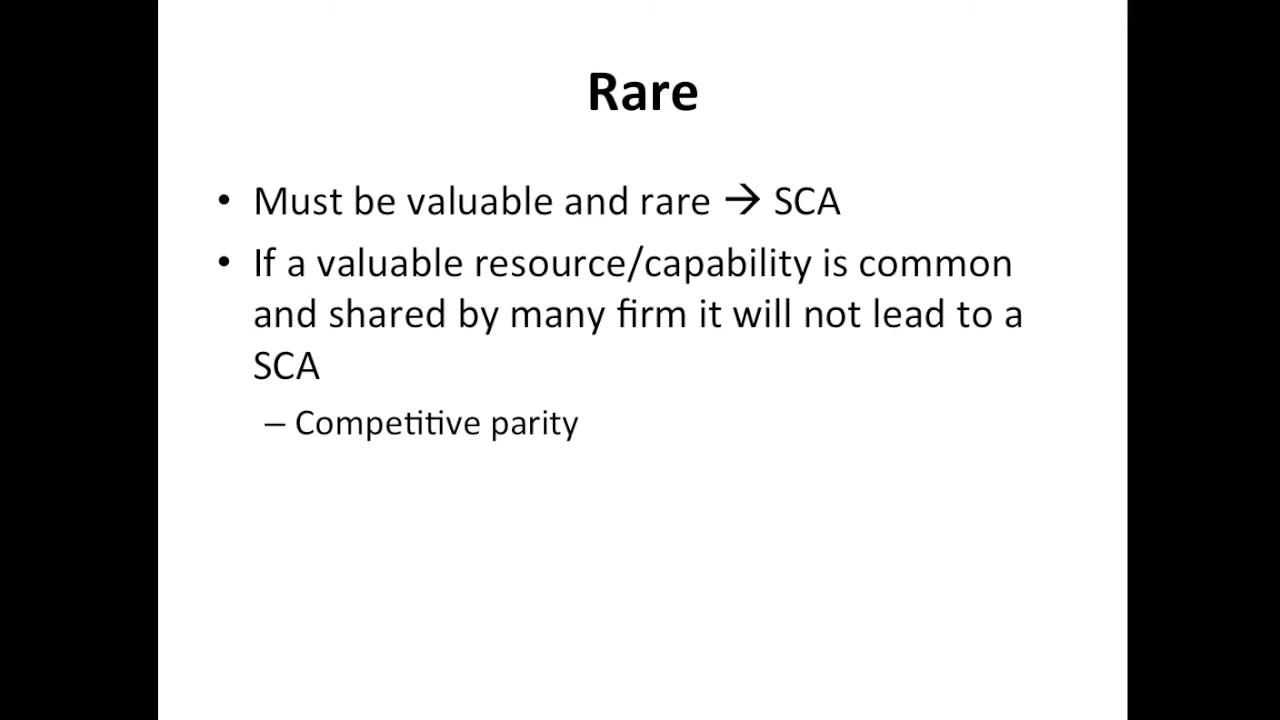 Rare
• Must be valuable and rare → SCA
• If a valuable resource/capability is common
and shared by many firm it will not lead to a
SCA
– Competitive parity